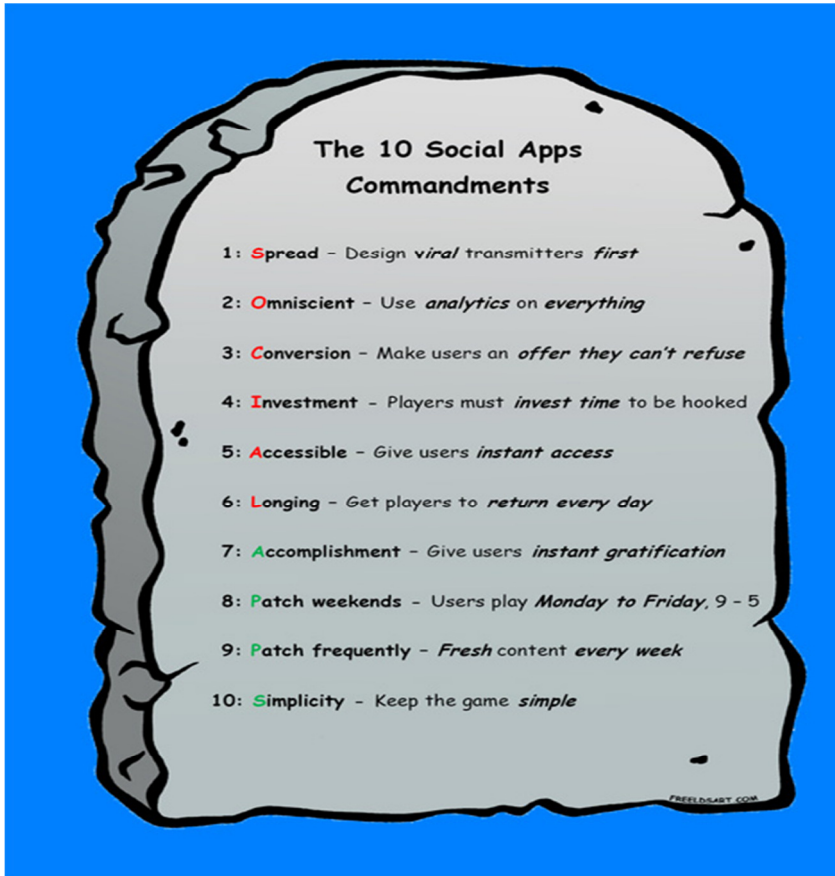 The 10 Social Apps
Commandments
1: Spread – Design viral transmitters first
2: Omniscient – Use analytics on everything
3: Conversion – Make users an offer they can't refuse
4: Investment – Players must invest time to be hooked
5: Accessible – Give users instant access
6: Longing – Get players to return every day
7: Accomplishment – Give users instant gratification
8: Patch weekends – Users play Monday to Friday, 9 – 5
9: Patch frequently – Fresh content every week
10: Simplicity – Keep the game simple
FREELDSART.COM